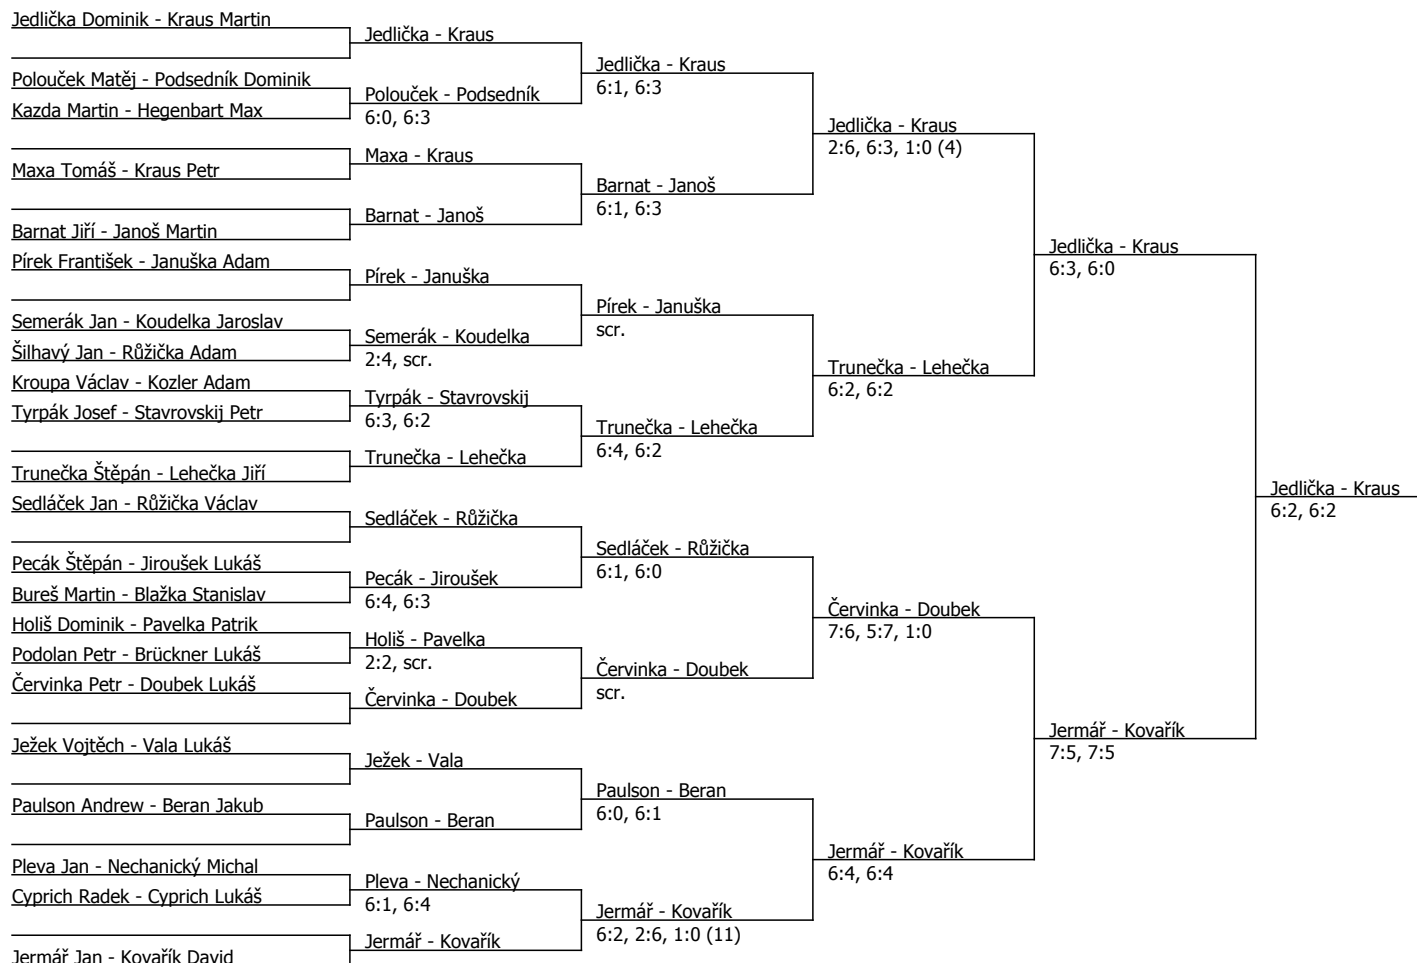 Jedlička Dominik - Kraus Martin
Polouček Matěj - Podsedník Dominik
Kazda Martin - Hegenbart Max
Maxa Tomáš - Kraus Petr
Barnat Jiří - Janoš Martin
Pírek František - Januška Adam
Semerák Jan - Koudelka Jaroslav
Šilhavý Jan - Růžička Adam
Kroupa Václav - Kozler Adam
Tyrpák Josef - Stavrovskij Petr
Trunečka Štěpán - Lehečka Jiří
Sedláček Jan - Růžička Václav
Pecák Štěpán - Jiroušek Lukáš
Bureš Martin - Blažka Stanislav
Holiš Dominik - Pavelka Patrik
Podolan Petr - Brückner Lukáš
Červinka Petr - Doubek Lukáš
Ježek Vojtěch - Vala Lukáš
Paulson Andrew - Beran Jakub
Pleva Jan - Nechanický Michal
Cyprich Radek - Cyprich Lukáš
Jermář Jan - Kovařík David
Jedlička - Kraus
Polouček - Podsedník
6:0, 6:3
Maxa - Kraus
Barnat - Janoš
Pírek - Januška
Semerák - Koudelka
2:4, scr.
Tyrpák - Stavrovskij
6:3, 6:2
Trunečka - Lehečka
Sedláček - Růžička
Pecák - Jiroušek
6:4, 6:3
Holiš - Pavelka
2:2, scr.
Červinka - Doubek
Ježek - Vala
Paulson - Beran
Pleva - Nechanický
6:1, 6:4
Jermář - Kovařík
Jedlička - Kraus
6:1, 6:3
Barnat - Janoš
6:1, 6:3
Pírek - Januška
scr.
Trunečka - Lehečka
6:4, 6:2
Sedláček - Růžička
6:1, 6:0
Červinka - Doubek
scr.
Paulson - Beran
6:0, 6:1
Jermář - Kovařík
6:2, 2:6, 1:0 (11)
Jedlička - Kraus
2:6, 6:3, 1:0 (4)
Trunečka - Lehečka
6:2, 6:2
Červinka - Doubek
7:6, 5:7, 1:0
Jermář - Kovařík
6:4, 6:4
Jedlička - Kraus
6:3, 6:0
Jermář - Kovařík
7:5, 7:5
Jedlička - Kraus
6:2, 6:2